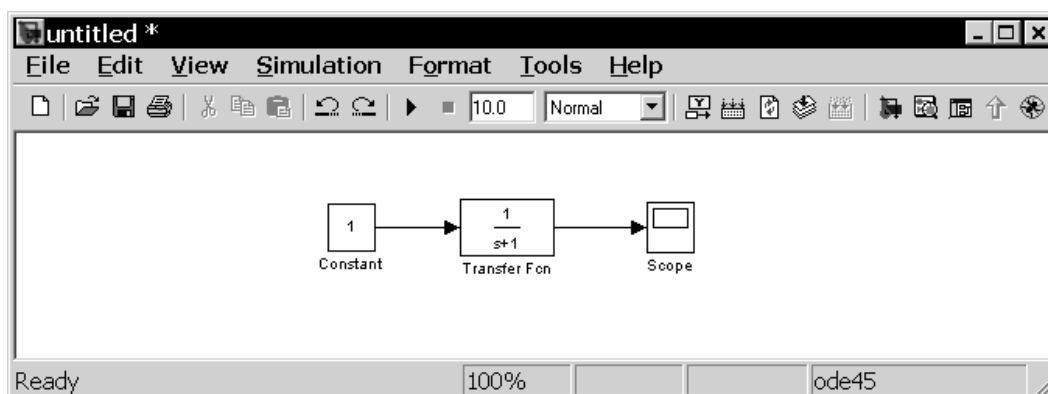 untitled *
File Edit View Simulation Format Tools Help
10.0 Normal
1
1
s+1
Constant
Transfer Fcn
Scope
Ready 100% ode45